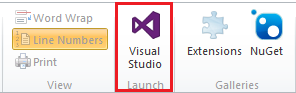 Word Wrap
Line Numbers
Print
View
Visual
Studio
Launch
Extensions
NuGet
Galleries